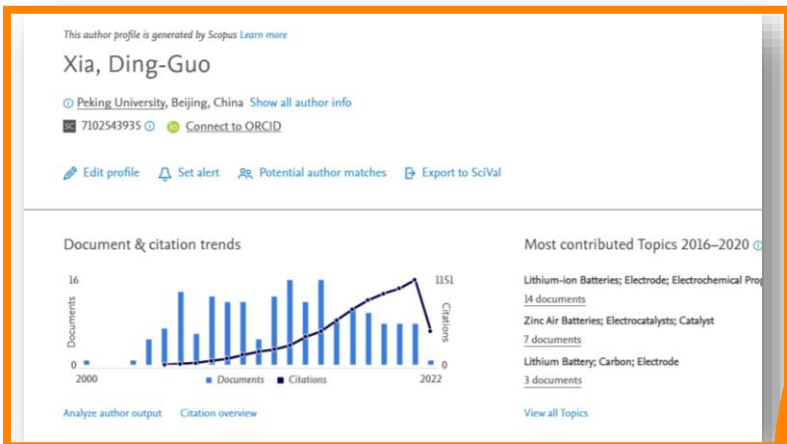 This author profile is generated by Scopus Learn more
Xia, Ding-Guo
Peking University, Beijing, China Show all author info
SC 7102543935 iD Connect to ORCID
Edit profile Set alert Potential author matches Export to SciVal
Document & citation trends
16
1151
Documents
Citations
0
0
2000
2022
Documents Citations
Analyze author output Citation overview
Most contributed Topics 2016–2020
Lithium-ion Batteries; Electrode; Electrochemical Prop
14 documents
Zinc Air Batteries; Electrocatalysts; Catalyst
7 documents
Lithium Battery; Carbon; Electrode
3 documents
View all Topics